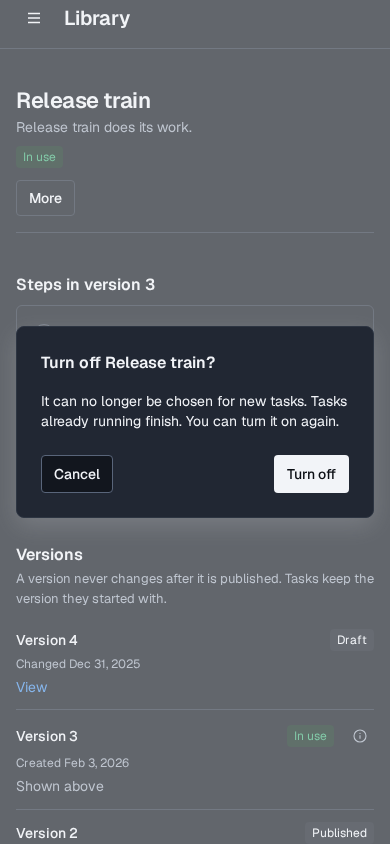 Library
Release train
Release train does its work.
In use
More
Steps in version 3
Turn off Release train?
It can no longer be chosen for new tasks. Tasks
already running finish. You can turn it on again.
Cancel
Turn off
Versions
A version never changes after it is published. Tasks keep the
version they started with.
Version 4
Draft
Changed Dec 31, 2025
View
Version 3
In use
Created Feb 3, 2026
Shown above
Version 2
Published